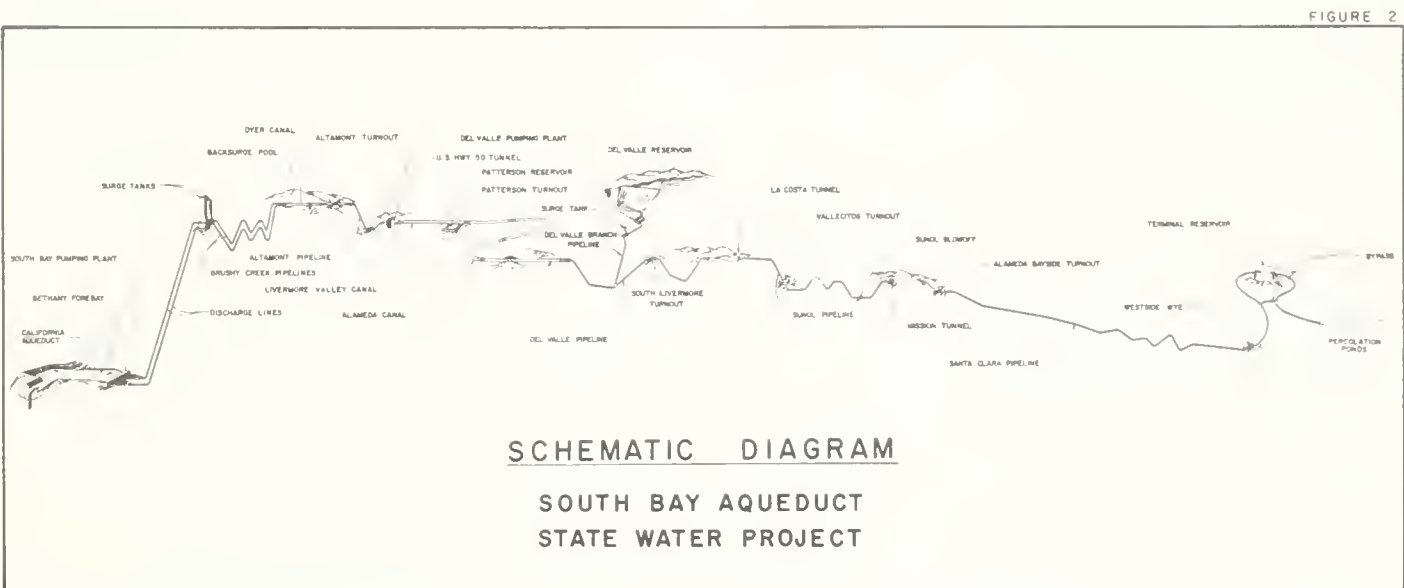 FIGURE 2
DYER CANAL
ALTAMONT TURNOUT
DEL VALLE PUMPING PLANT
BACKSURGE POOL
U.S. HWY 50 TUNNEL
DEL VALLE RESERVOIR
PATTERSON RESERVOIR
SURGE TANKS
PATTERSON TURNOUT
LA COSTA TUNNEL
SURGE TANK
VALLECITOS TURNOUT
TERMINAL RESERVOIR
DEL VALLE BRANCH
PIPELINE
SUNOL BLOWOFF
SOUTH BAY PUMPING PLANT
ALTAMONT PIPELINE
BYPASS
ALAMEDA BAYSIDE TURNOUT
BRUSHY CREEK PIPELINES
LIVERMORE VALLEY CANAL
SOUTH LIVERMORE
TURNOUT
BETHANY FOREBAY
WESTSIDE WYE
DISCHARGE LINES
ALAMEDA CANAL
SUNOL PIPELINE
MISSION TUNNEL
CALIFORNIA
AQUEDUCT
DEL VALLE PIPELINE
PERCOLATION
PONDS
SANTA CLARA PIPELINE
SCHEMATIC DIAGRAM
SOUTH BAY AQUEDUCT
STATE WATER PROJECT